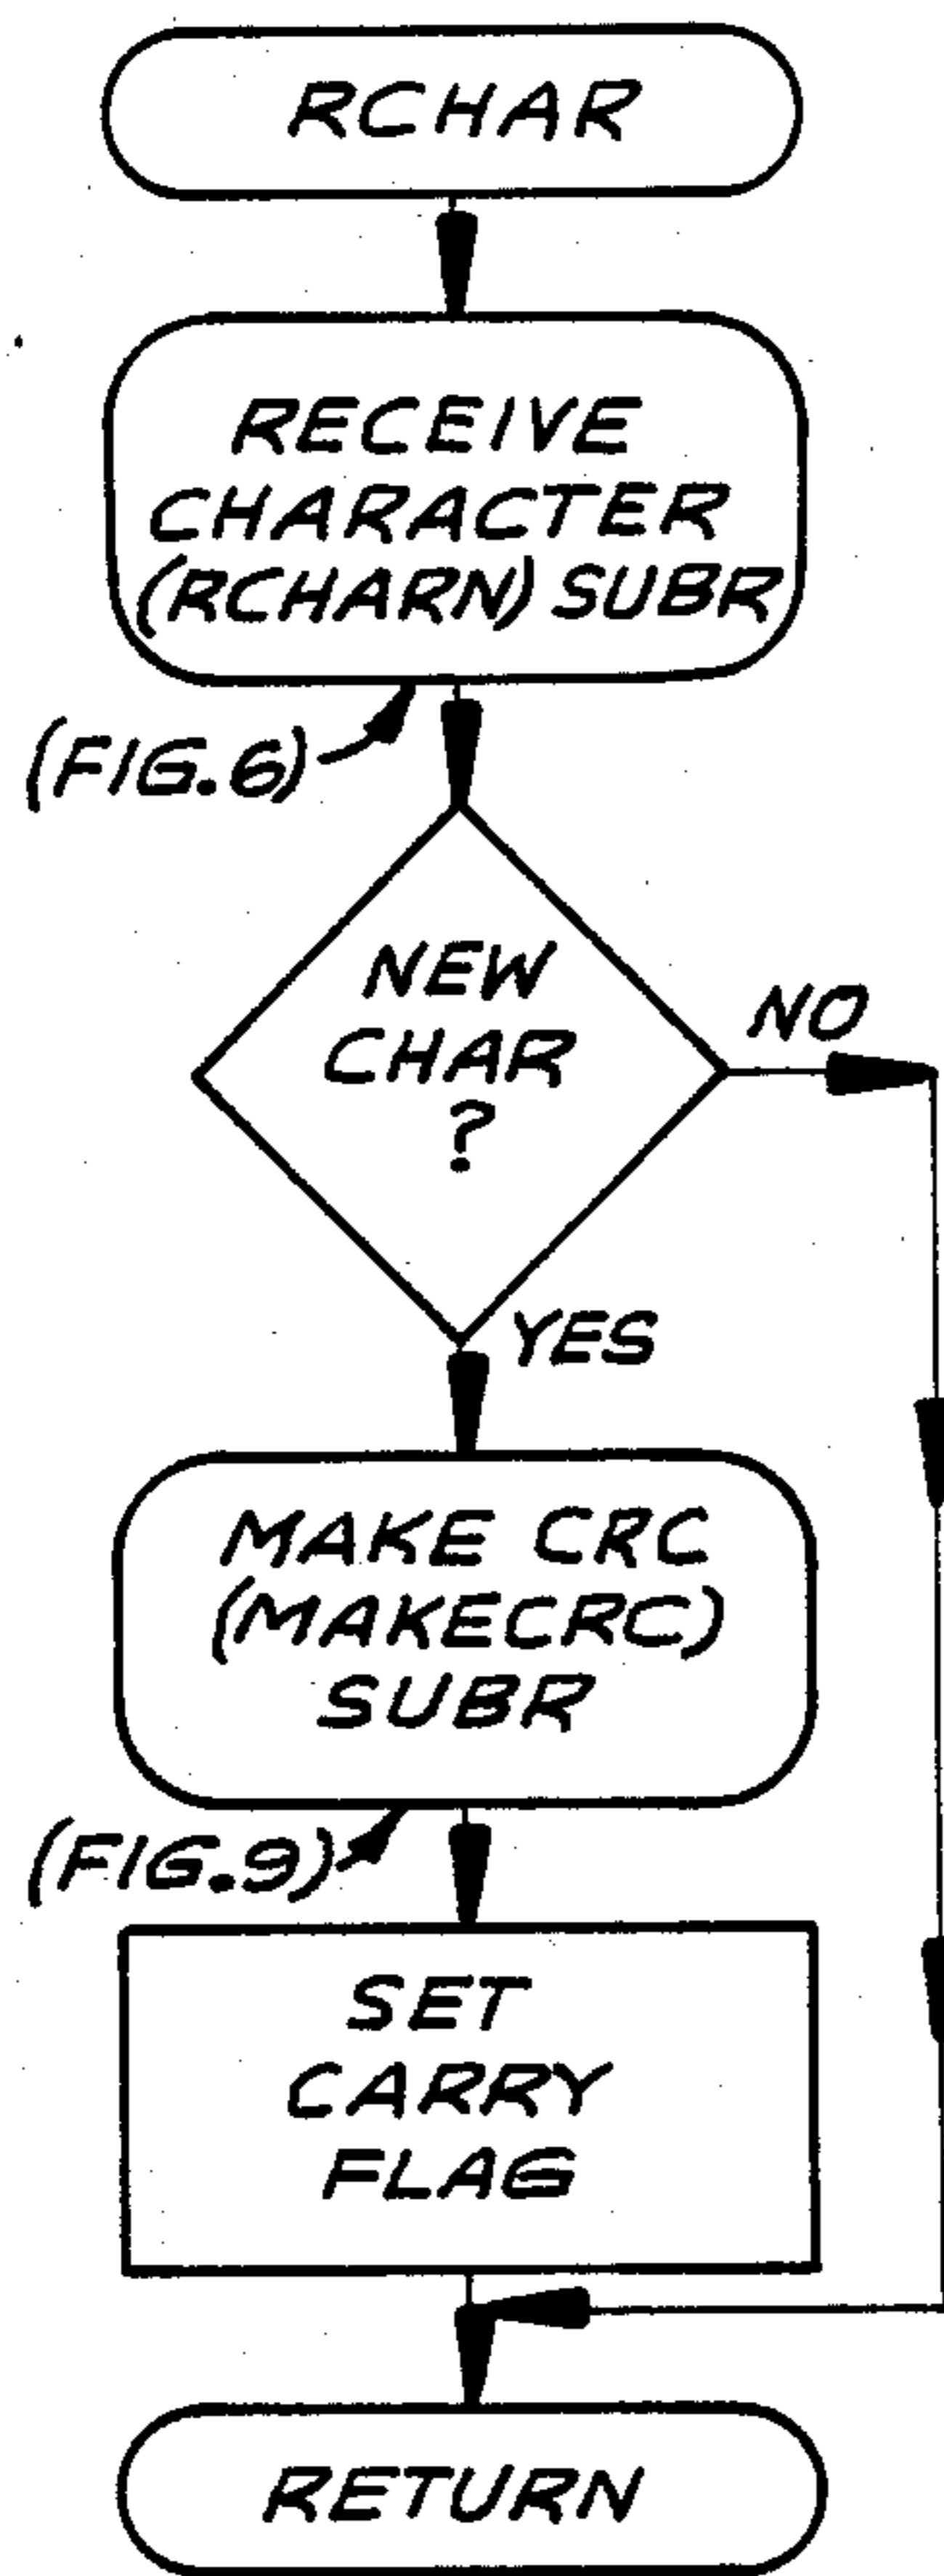 RCHAR
RECEIVE
CHARACTER
(RCHARN) SUBR
(FIG.6)
NEW
CHAR
?
NO
YES
MAKE CRC
(MAKECRC)
SUBR
(FIG.9)
SET
CARRY
FLAG
RETURN